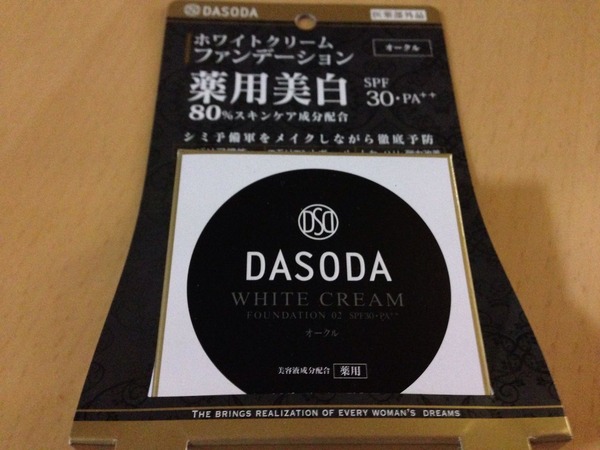 DASODA
医薬部外品
ホワイトクリーム
ファンデーション
オークル
薬用美白
SPF
30・PA++
80%スキンケア成分配合
シミ予備軍をメイクしながら徹底予防
DSD
DASODA
WHITE CREAM
FOUNDATION 02 SPF30・PA++
オークル
美容液成分配合 薬用
THE BRINGS REALIZATION OF EVERY WOMAN'S DREAMS